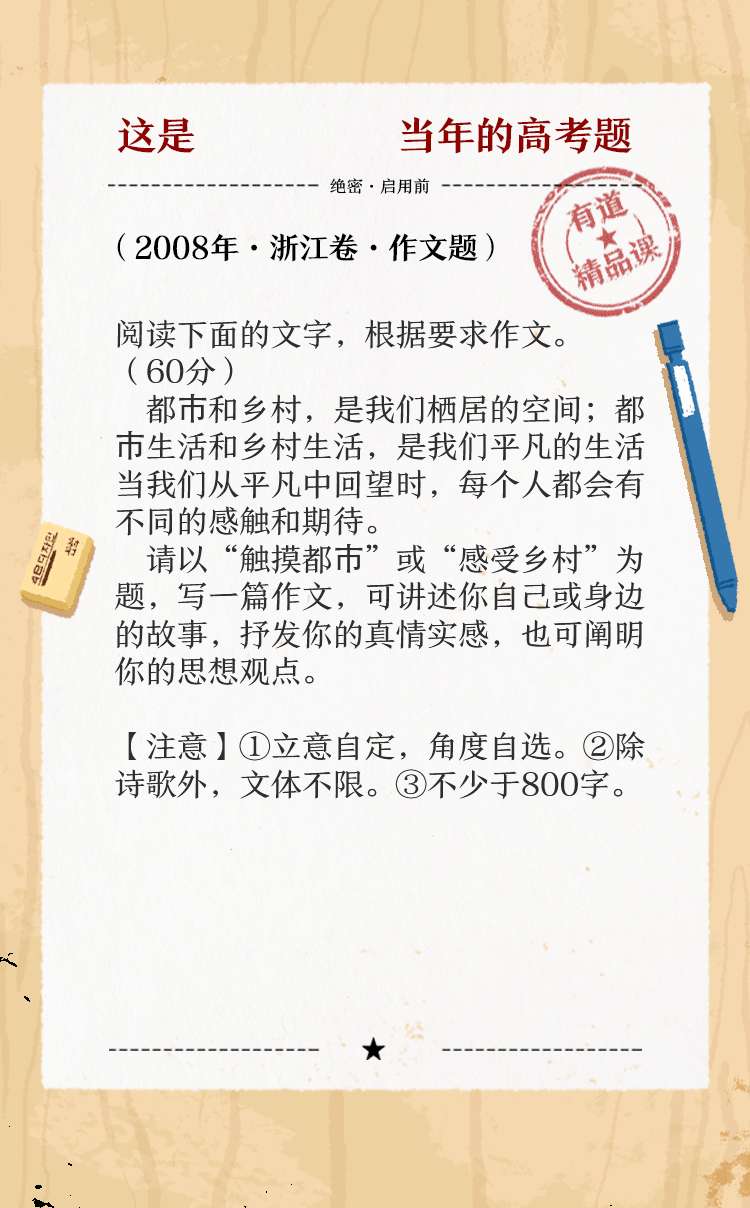 这是 当年的高考题
绝密·启用前
有道
精品课
（2008年·浙江卷·作文题）
阅读下面的文字，根据要求作文。
（60分）
都市和乡村，是我们栖居的空间；都
市生活和乡村生活，是我们平凡的生活
当我们从平凡中回望时，每个人都会有
不同的感触和期待。
请以“触摸都市”或“感受乡村”为
题，写一篇作文，可讲述你自己或身边
的故事，抒发你的真情实感，也可阐明
你的思想观点。
【注意】①立意自定，角度自选。②除
诗歌外，文体不限。③不少于800字。